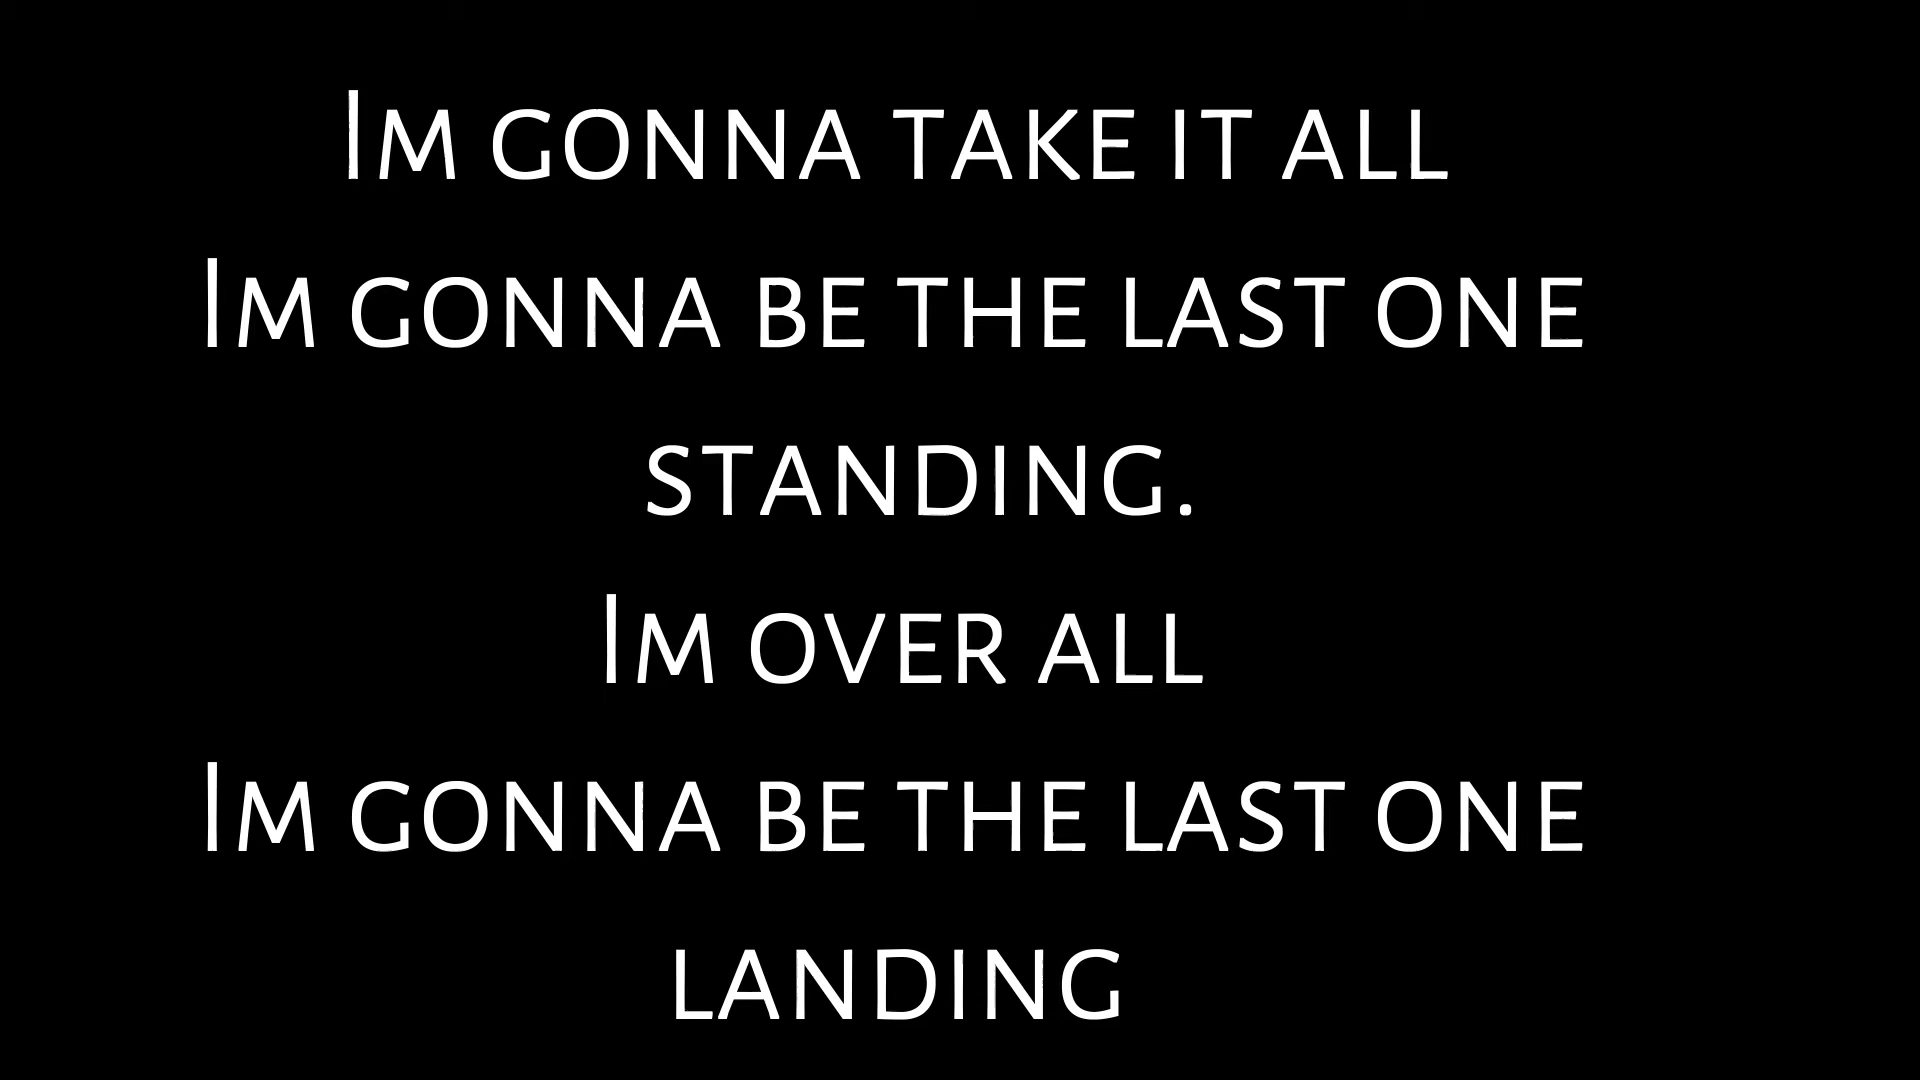 Im gonna take it all
Im gonna be the last one
standing.
Im over all
Im gonna be the last one
landing